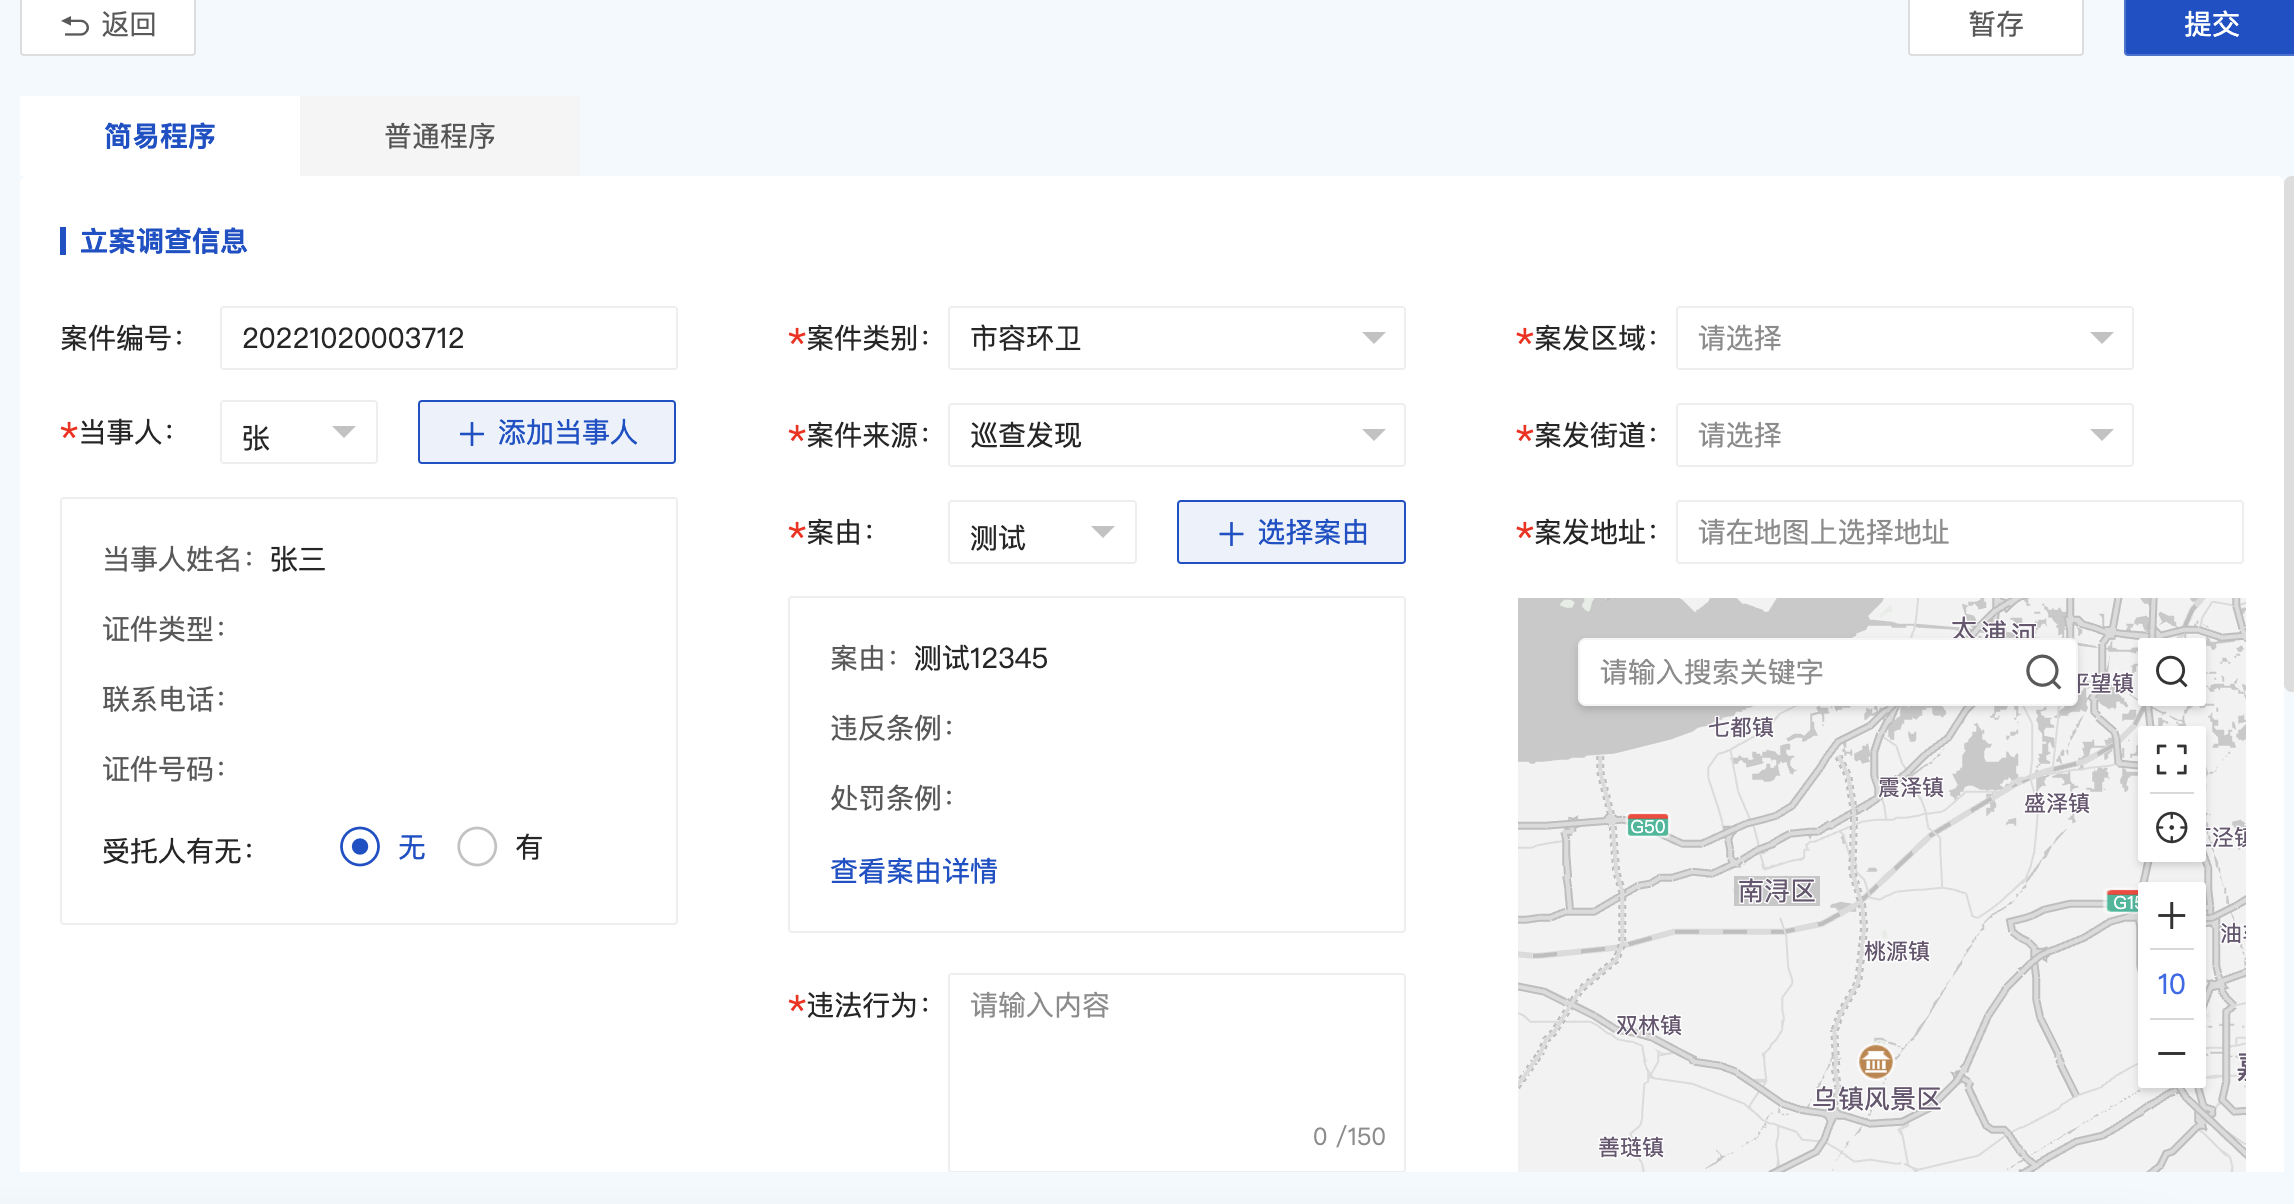 返回
暂存
提交
简易程序
普通程序
立案调查信息
案件编号：
20221020003712
*当事人：
张
添加当事人
当事人姓名：张三
证件类型：
联系电话：
证件号码：
受托人有无：
无
有
*案件类别：
市容环卫
*案件来源：
巡查发现
*案由：
测试
选择案由
案由：测试12345
违反条例：
处罚条例：
查看案由详情
*违法行为：
请输入内容
0 /150
*案发区域：
请选择
*案发街道：
请选择
*案发地址：
请在地图上选择地址
太浦河
请输入搜索关键字
平望镇
七都镇
震泽镇
盛泽镇
G50
南浔区
桃源镇
10
双林镇
乌镇风景区
善琏镇